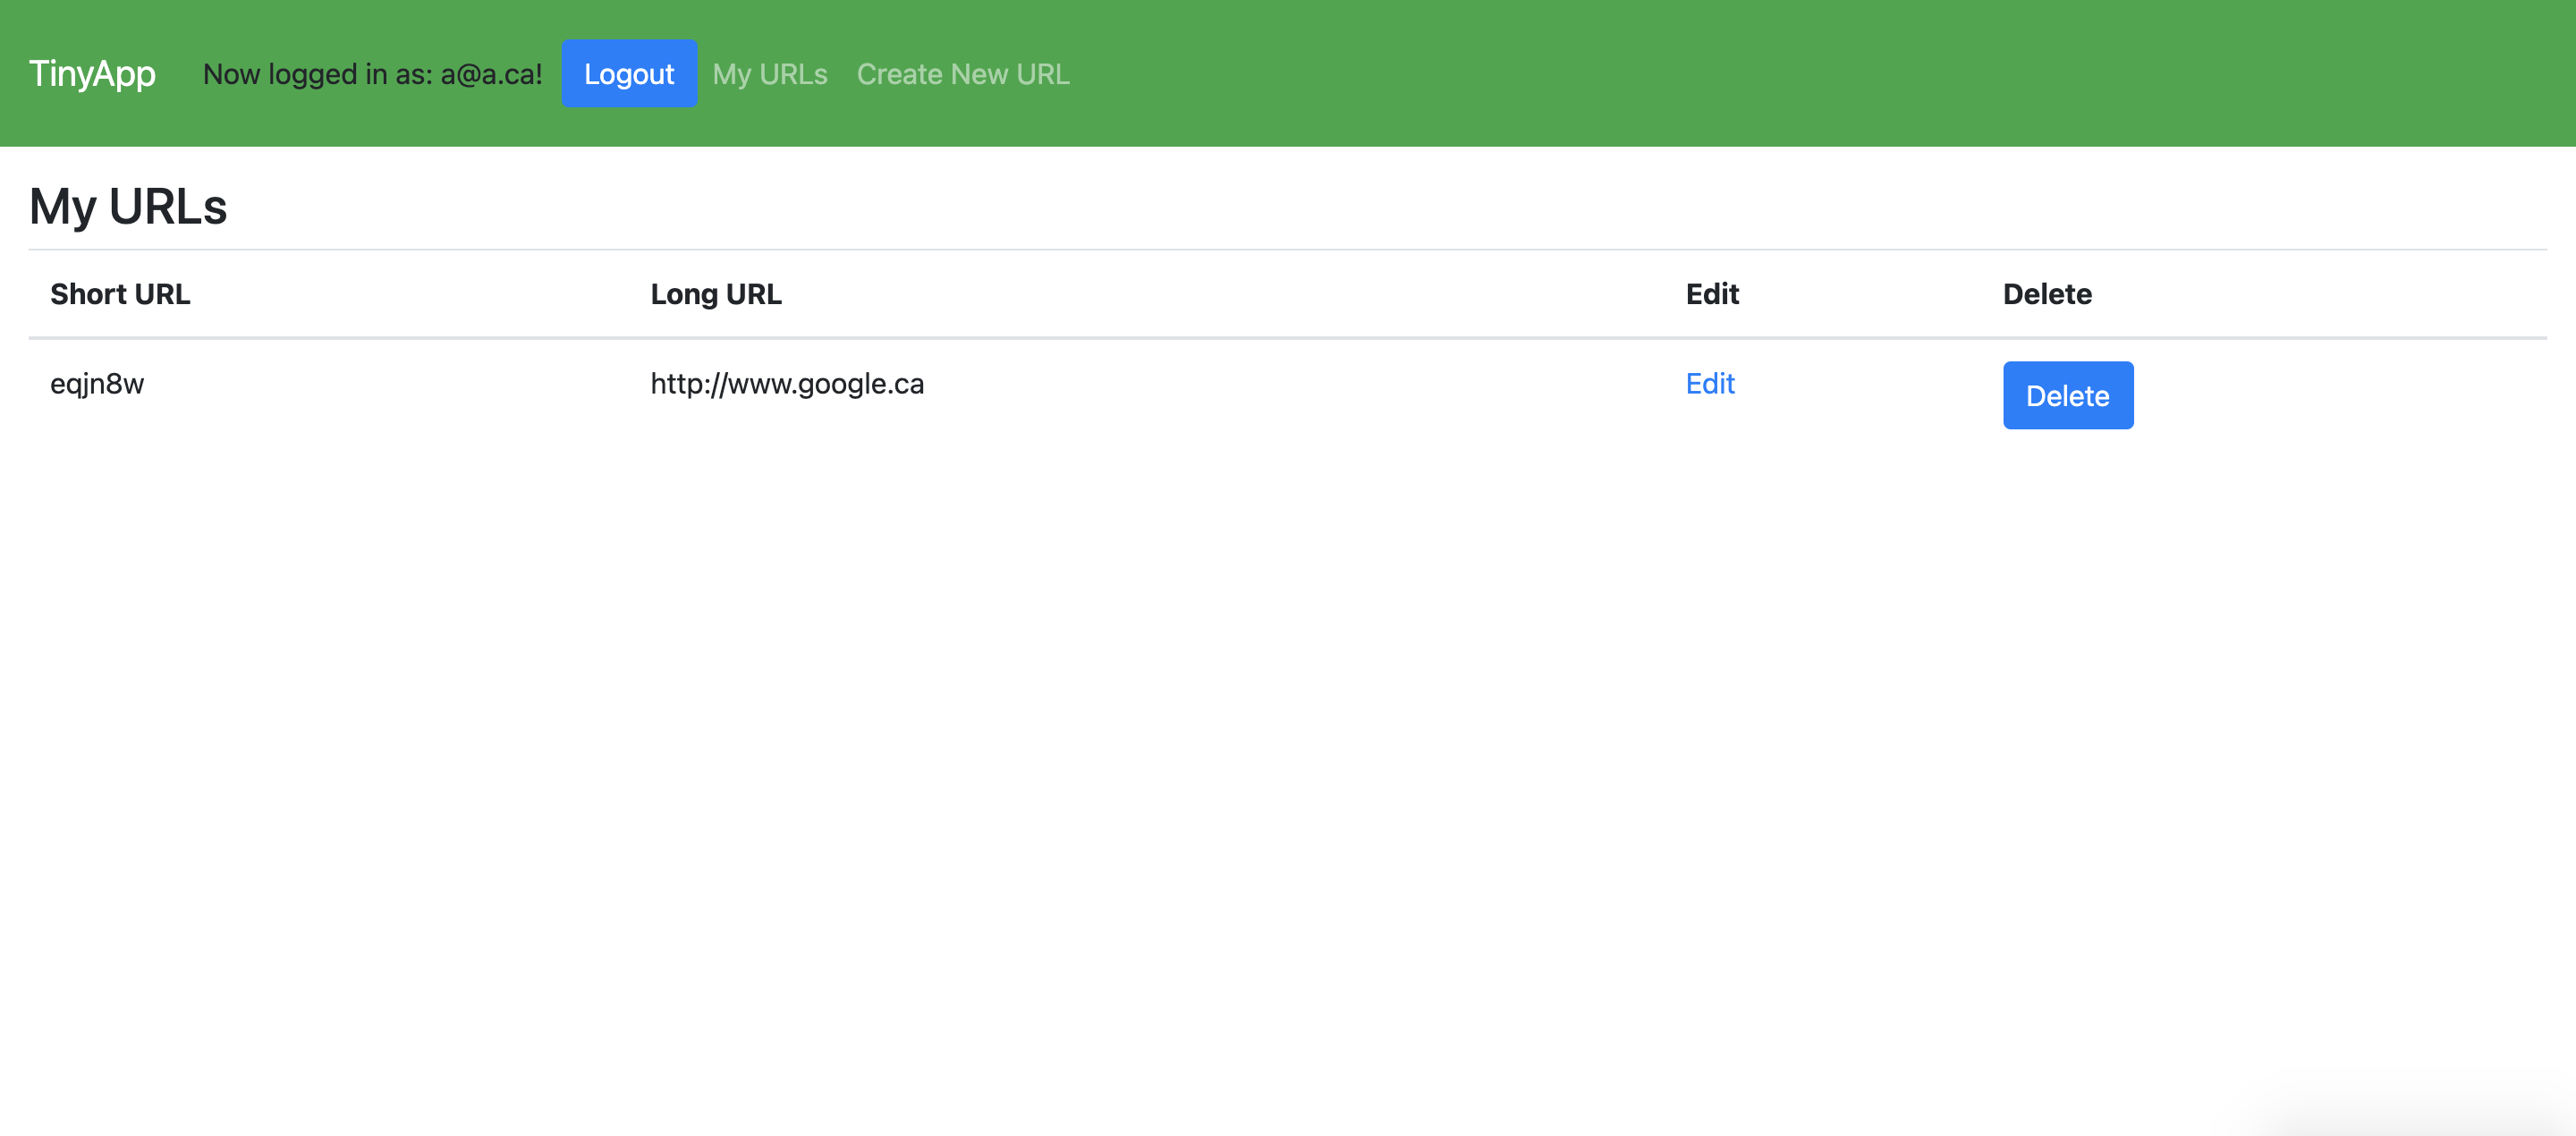 TinyApp Now logged in as: a@a.ca! Logout My URLs Create New URL
My URLs
Short URL Long URL Edit Delete
eqjn8w http://www.google.ca Edit Delete